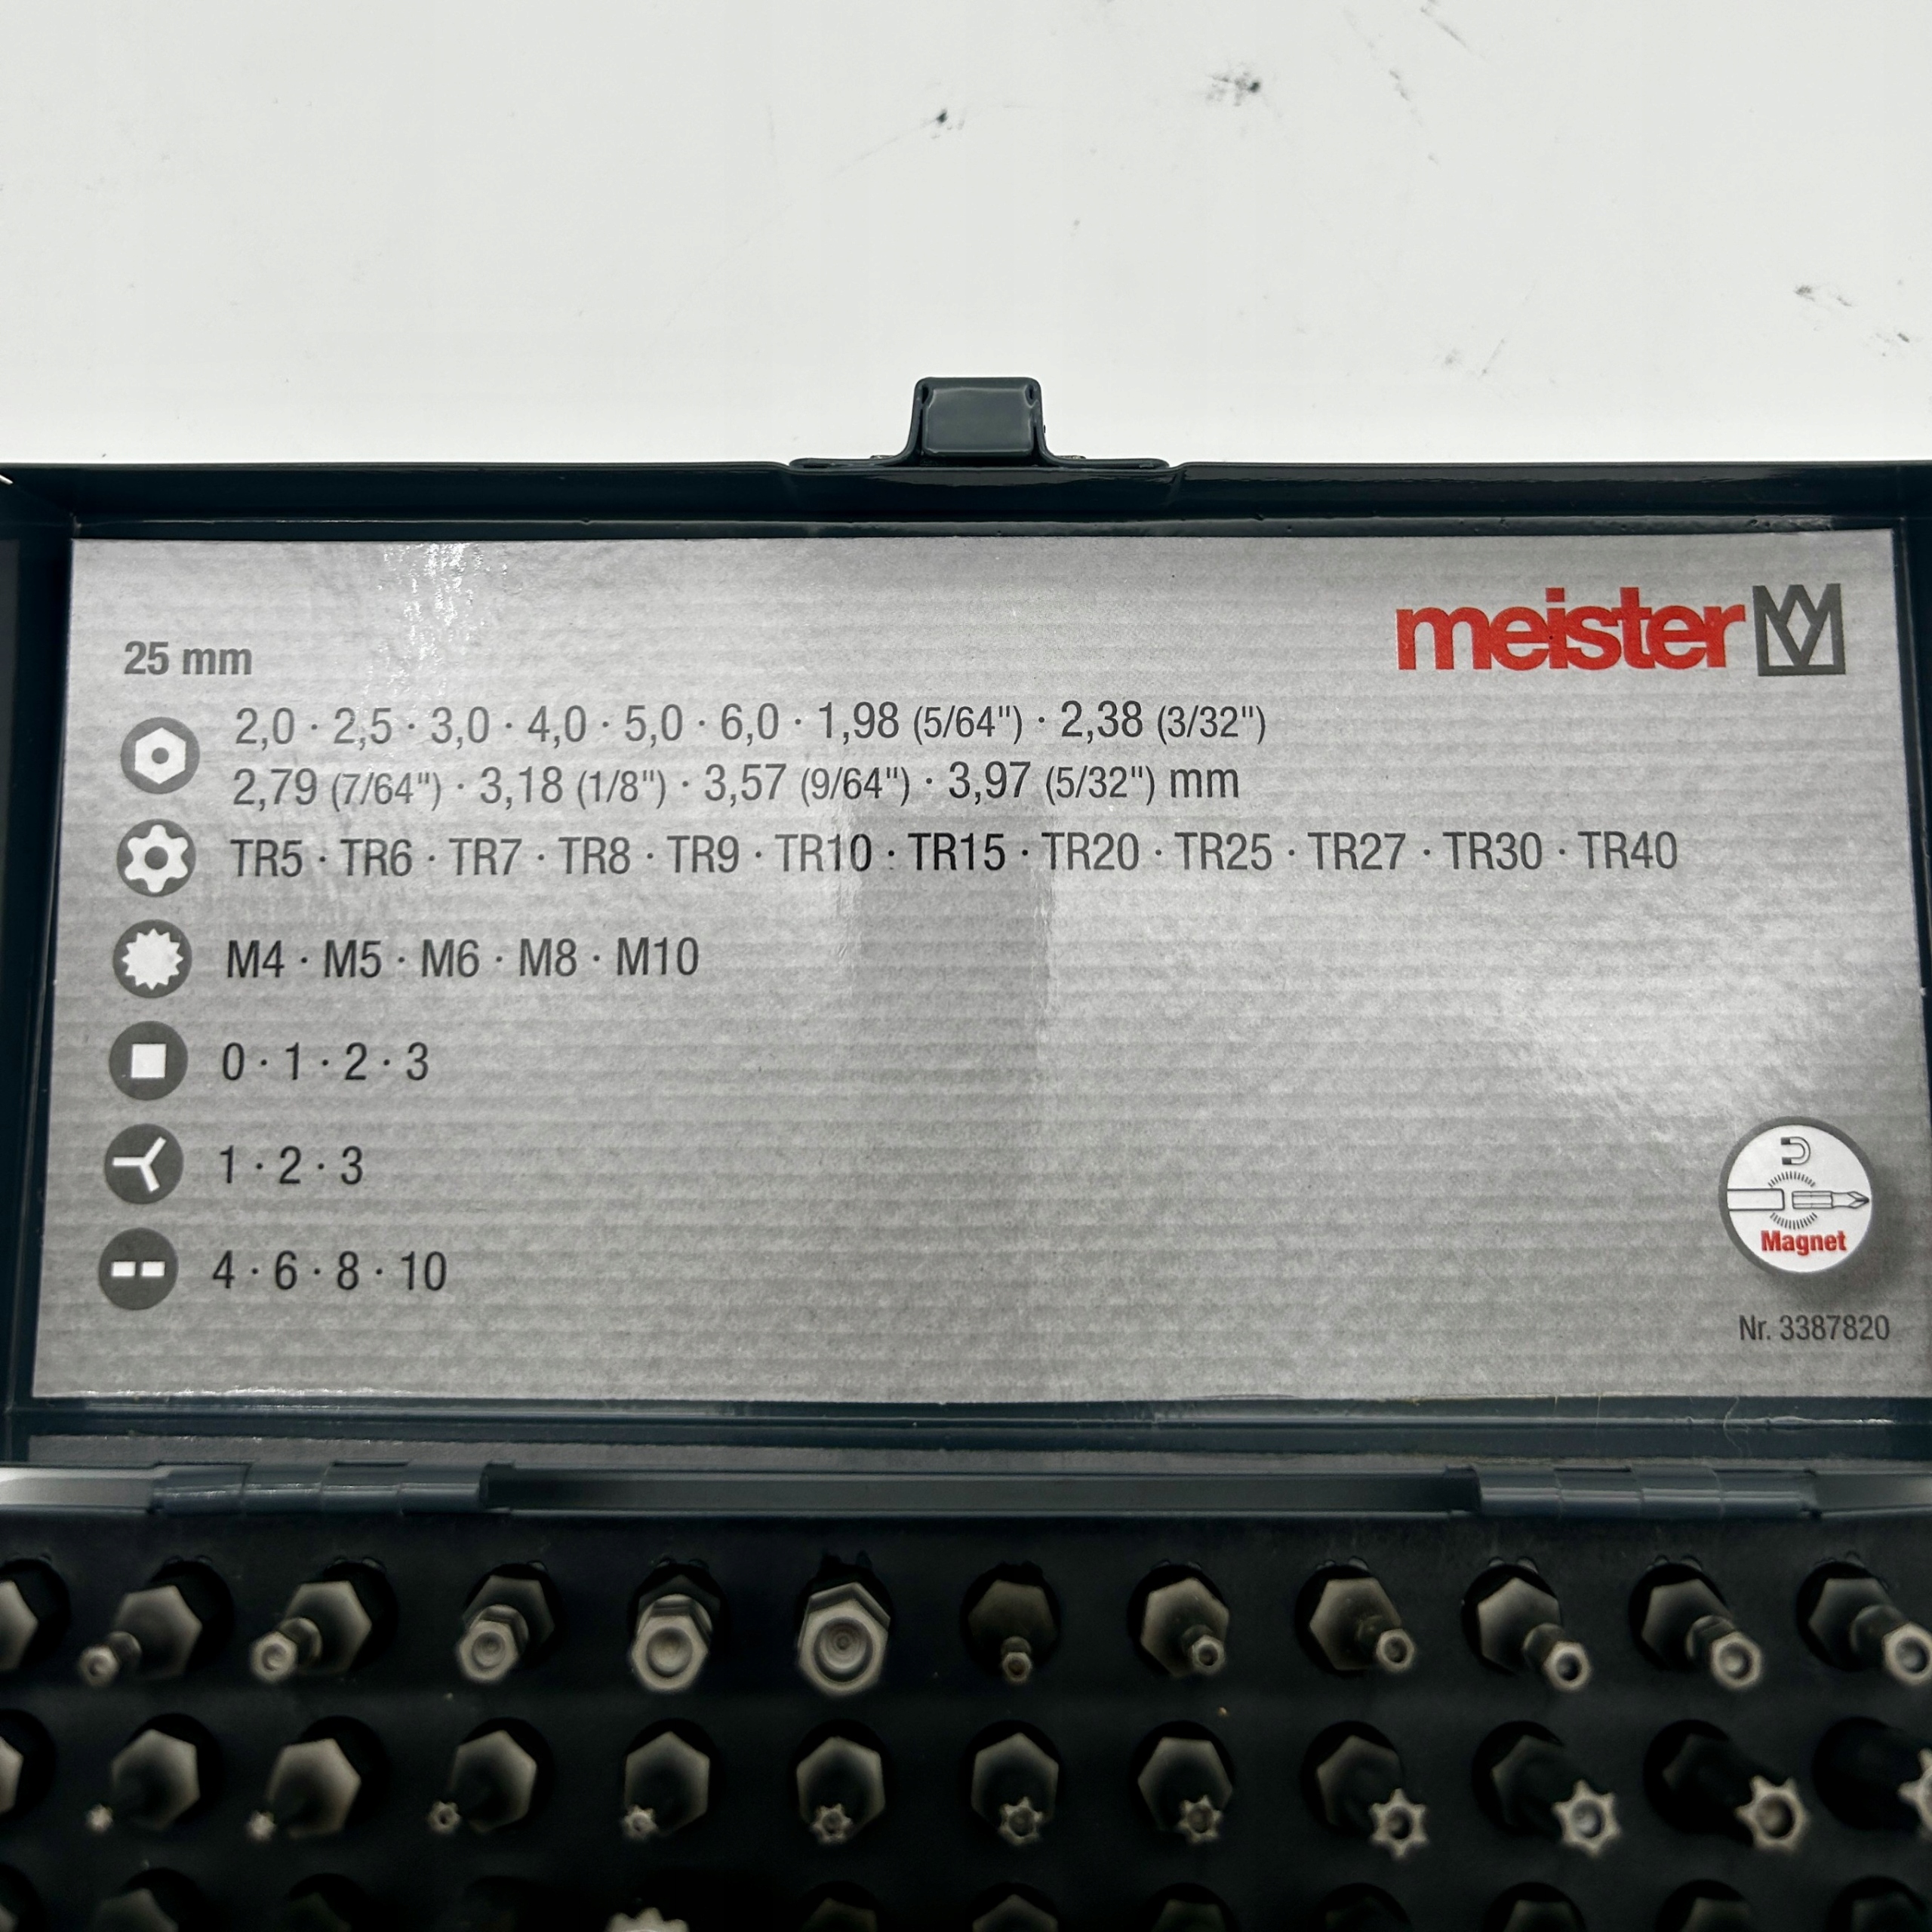 meister
25 mm
2,0 · 2,5 · 3,0 · 4,0 · 5,0 · 6,0 · 1,98 (5/64") · 2,38 (3/32")
2,79 (7/64") · 3,18 (1/8") · 3,57 (9/64") · 3,97 (5/32") mm
TR5 · TR6 · TR7 · TR8 · TR9 · TR10 · TR15 · TR20 · TR25 · TR27 · TR30 · TR40
M4 · M5 · M6 · M8 · M10
0 · 1 · 2 · 3
1 · 2 · 3
4 · 6 · 8 · 10
Magnet
Nr. 3387820